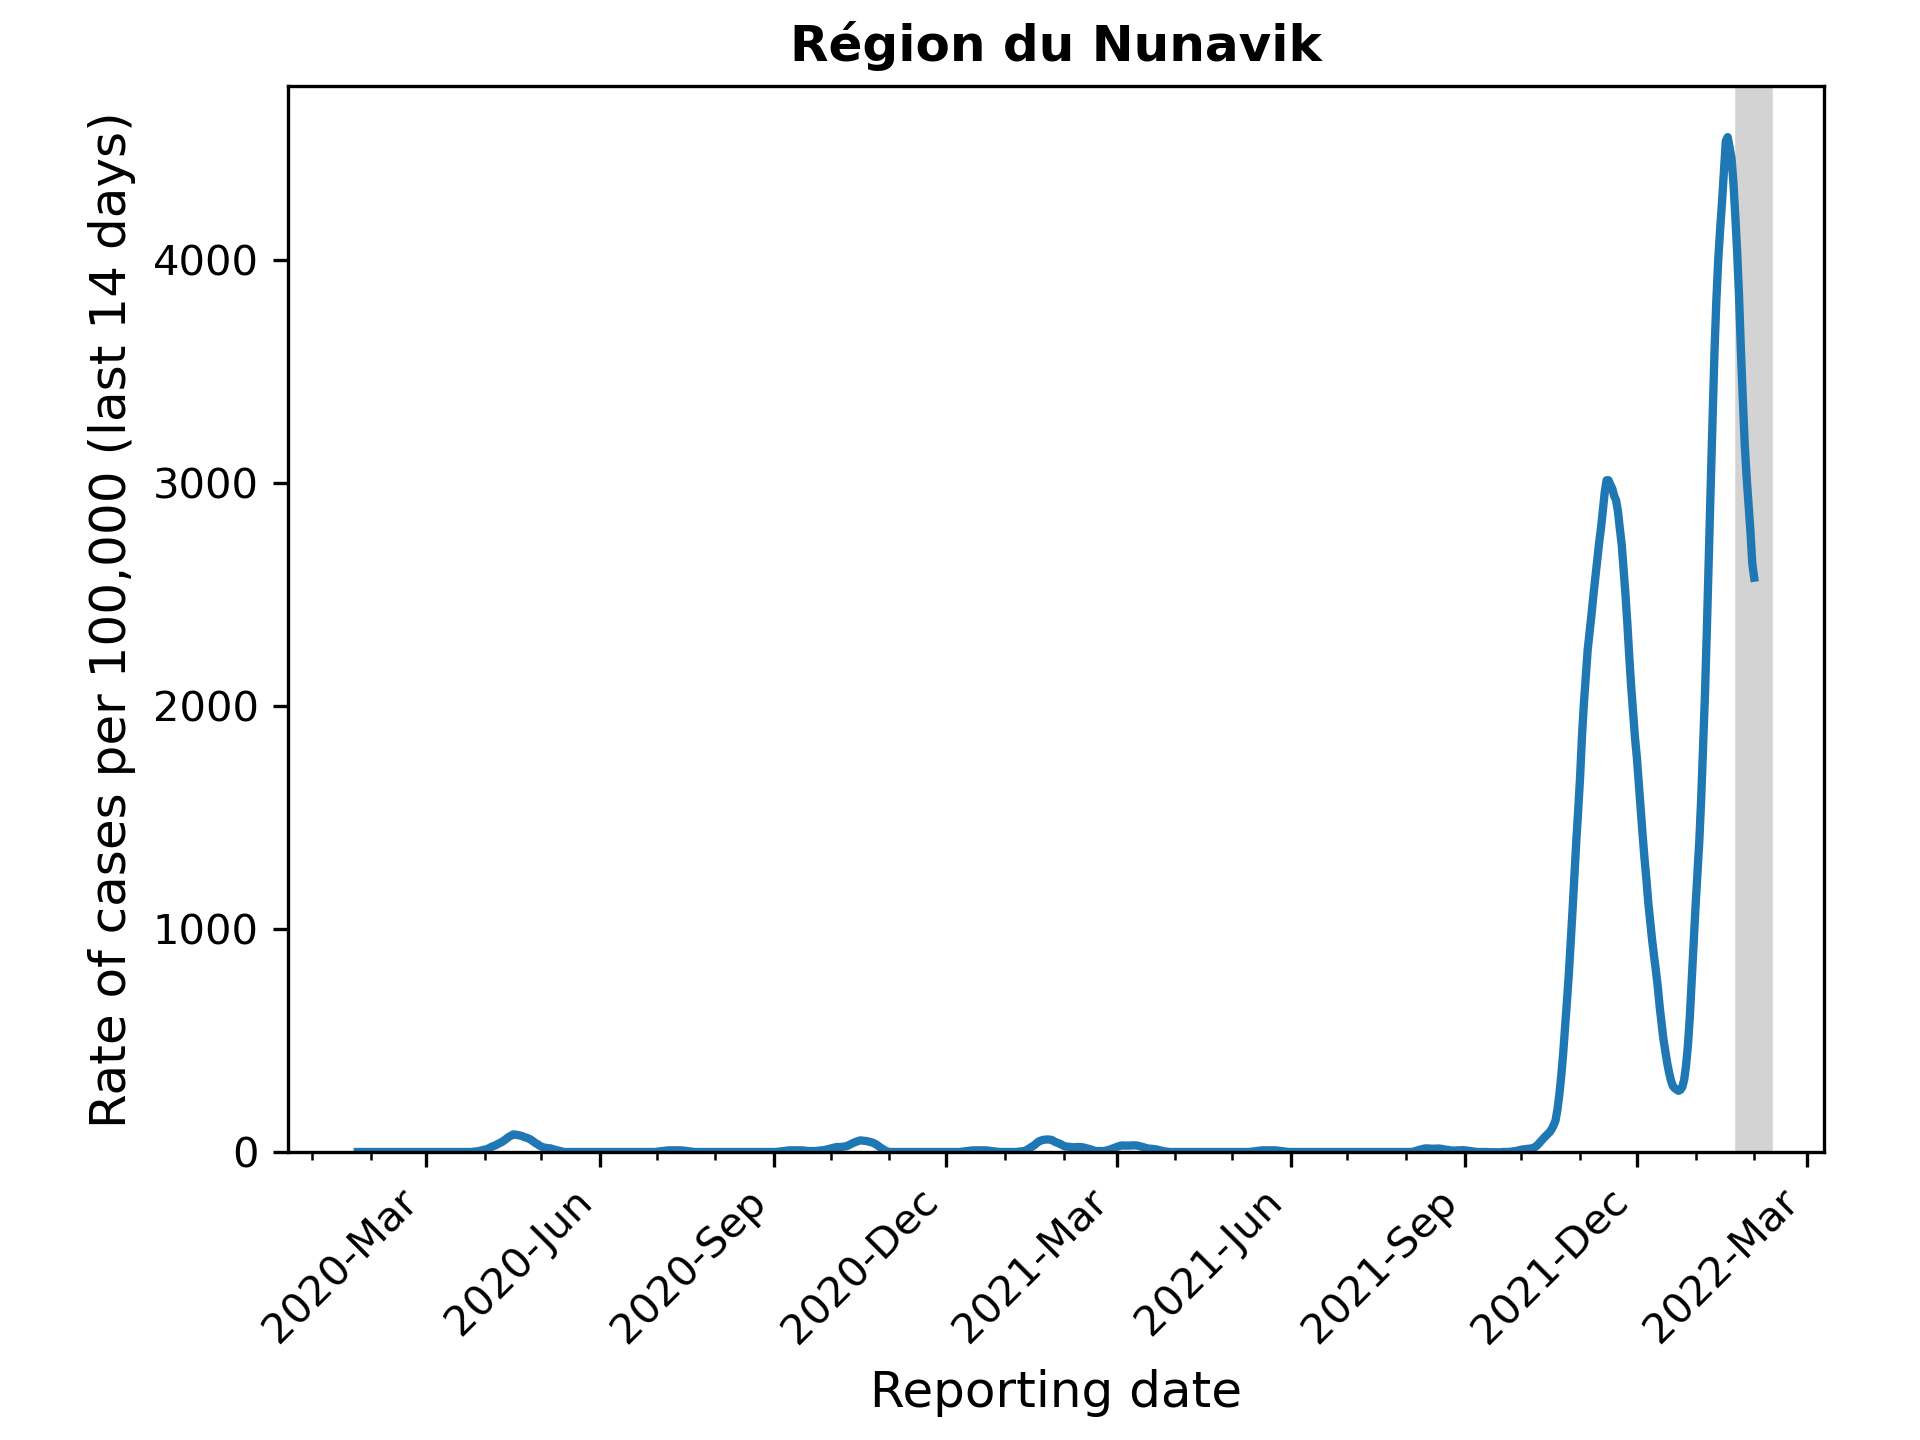 Région du Nunavik
Rate of cases per 100,000 (last 14 days)
4000
3000
2000
1000
0
2020-Mar
2020-Jun
2020-Sep
2020-Dec
2021-Mar
2021-Jun
2021-Sep
2021-Dec
2022-Mar
Reporting date